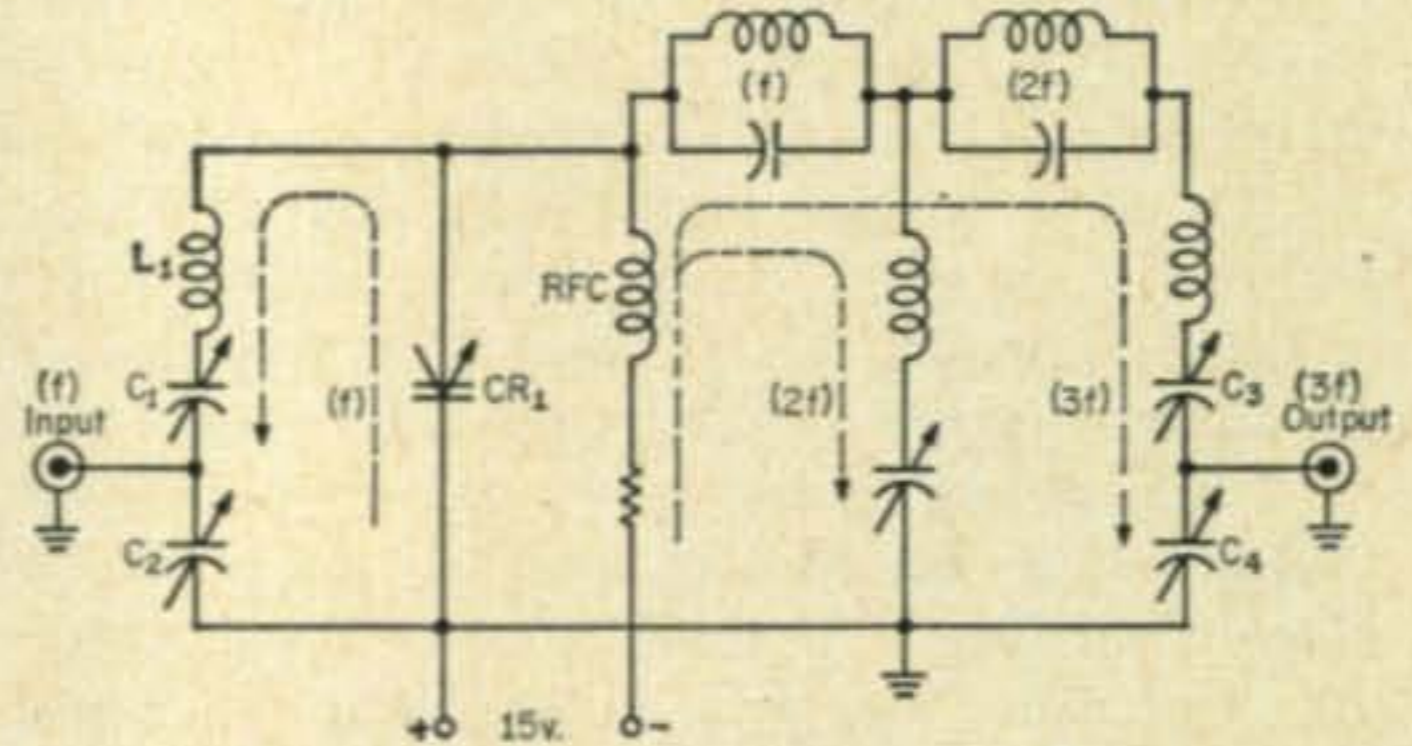 (f)
(2f)
L₁
RFC
(f)
Input
C₁
(f)
CR₁
(2f)
(3f)
C₃
(3f)
Output
C₂
C₄
+ 15v. -